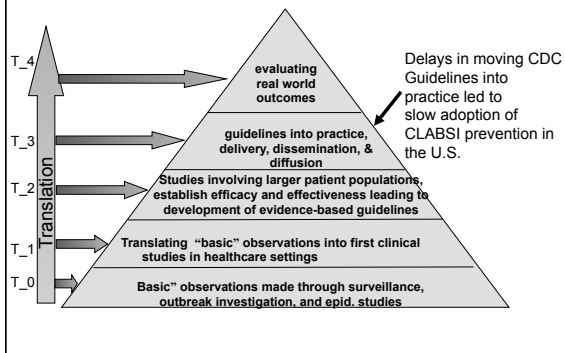 T_4
evaluating
real world
outcomes
Delays in moving CDC
Guidelines into
practice led to
slow adoption of
CLABSI prevention in
the U.S.
T_3
guidelines into practice,
delivery, dissemination, &
diffusion
T_2
Studies involving larger patient populations,
establish efficacy and effectiveness leading to
development of evidence-based guidelines
T_1
Translating “basic” observations into first clinical
studies in healthcare settings
T_0
Basic” observations made through surveillance,
outbreak investigation, and epid. studies
Translation